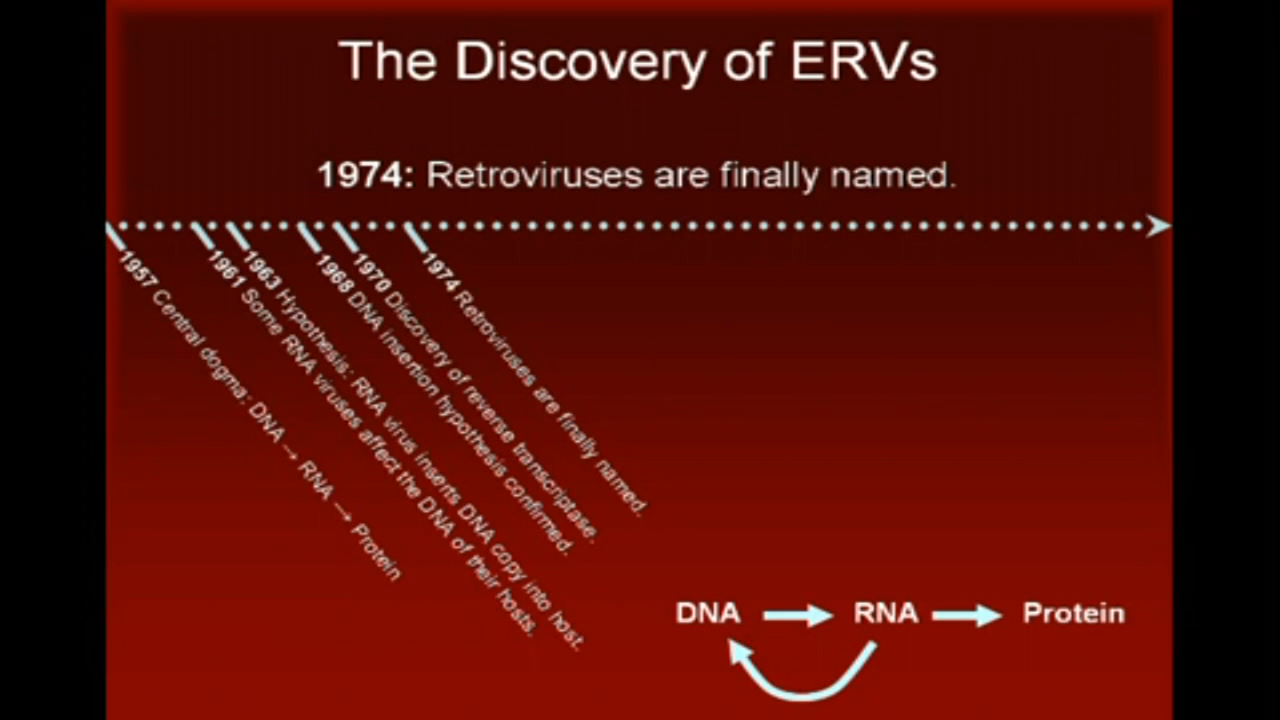 The Discovery of ERVs
1974: Retroviruses are finally named.
1957 Central dogma: DNA → RNA → Protein
1961 Some RNA viruses affect the DNA of their hosts.
1963 Hypothesis: RNA virus inserts DNA copy into host.
1968 DNA insertion hypothesis confirmed.
1970 Discovery of reverse transcriptase.
1974 Retroviruses are finally named.
DNA RNA Protein